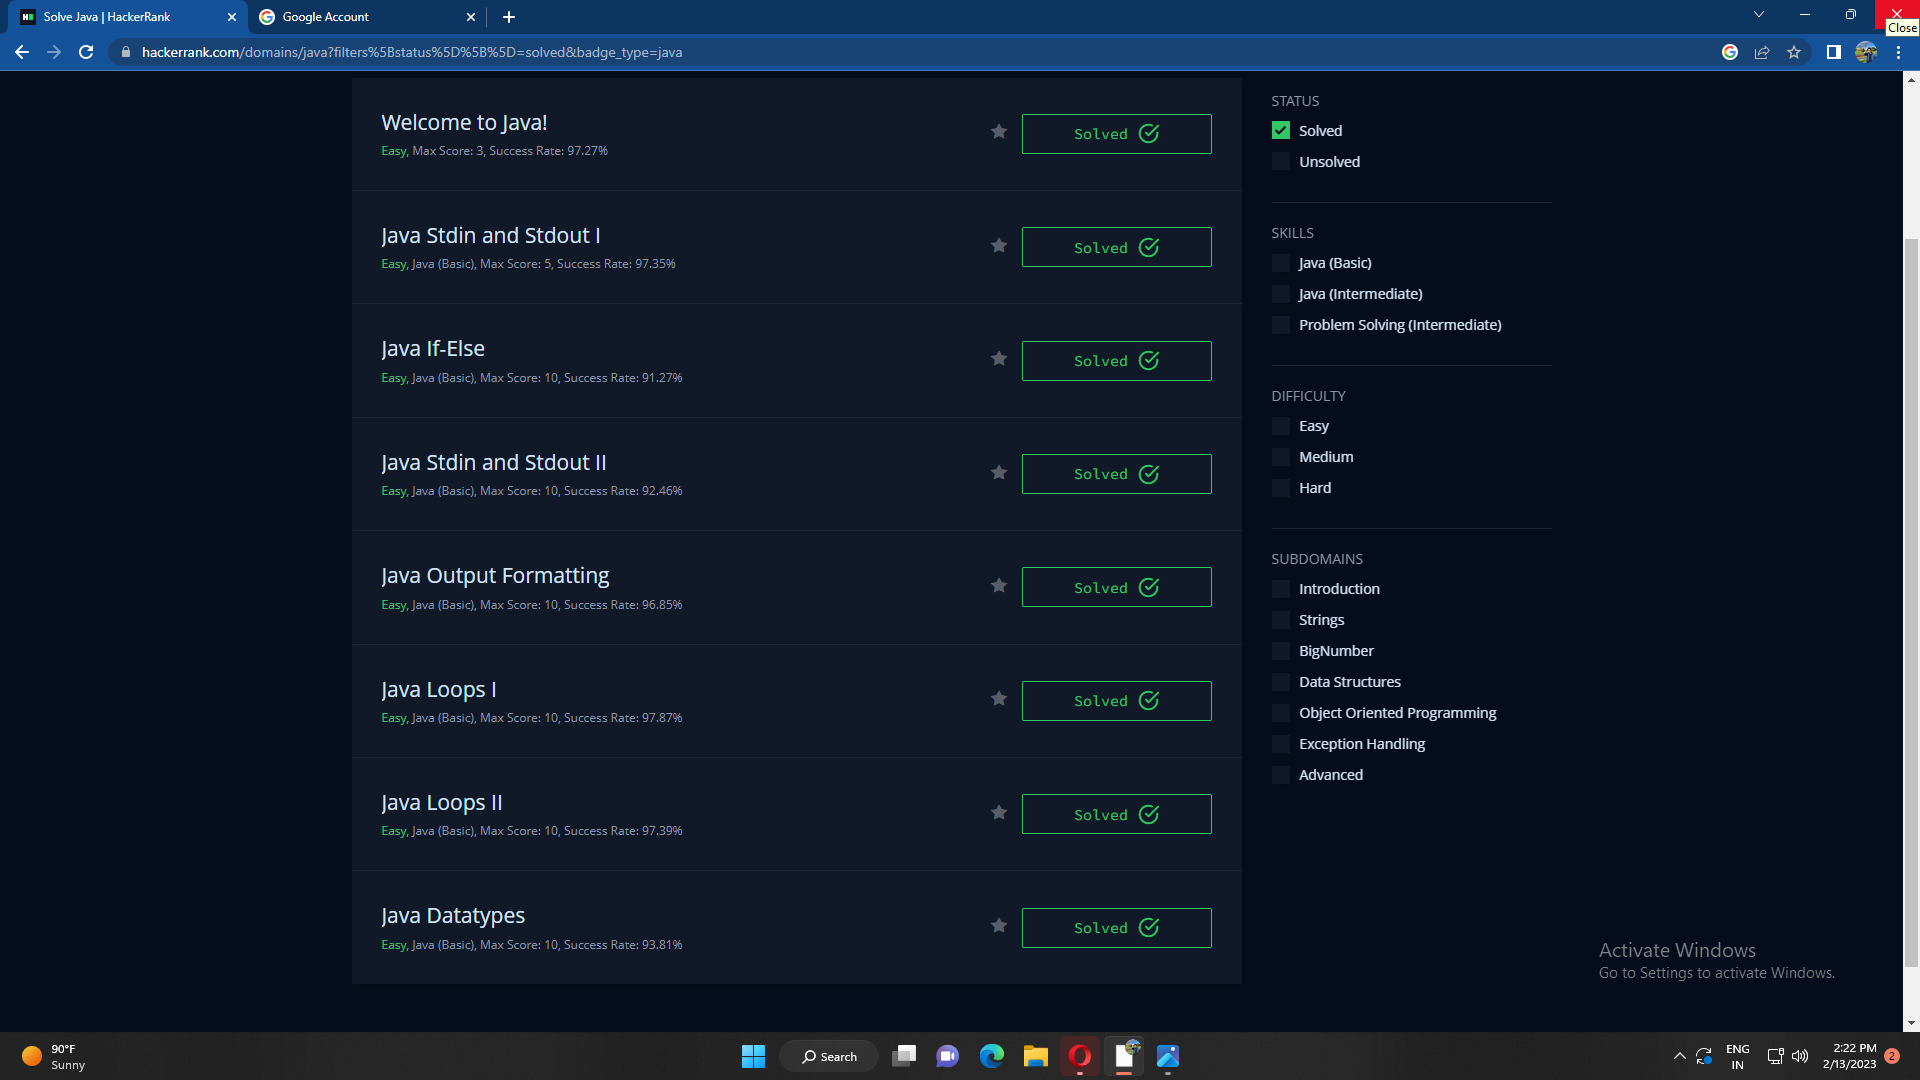 Solve Java | HackerRank
Google Account
Close
hackerrank.com/domains/java?filters%5Bstatus%5D%5B%5D=solved&badge_type=java
Welcome to Java!
Easy, Max Score: 3, Success Rate: 97.27%
Solved
Java Stdin and Stdout I
Easy, Java (Basic), Max Score: 5, Success Rate: 97.35%
Solved
Java If-Else
Easy, Java (Basic), Max Score: 10, Success Rate: 91.27%
Solved
Java Stdin and Stdout II
Easy, Java (Basic), Max Score: 10, Success Rate: 92.46%
Solved
Java Output Formatting
Easy, Java (Basic), Max Score: 10, Success Rate: 96.85%
Solved
Java Loops I
Easy, Java (Basic), Max Score: 10, Success Rate: 97.87%
Solved
Java Loops II
Easy, Java (Basic), Max Score: 10, Success Rate: 97.39%
Solved
Java Datatypes
Easy, Java (Basic), Max Score: 10, Success Rate: 93.81%
Solved
STATUS
Solved
Unsolved
SKILLS
Java (Basic)
Java (Intermediate)
Problem Solving (Intermediate)
DIFFICULTY
Easy
Medium
Hard
SUBDOMAINS
Introduction
Strings
BigNumber
Data Structures
Object Oriented Programming
Exception Handling
Advanced
Activate Windows
Go to Settings to activate Windows.
90°F
Sunny
Search
ENG
IN
2:22 PM
2/13/2023
2